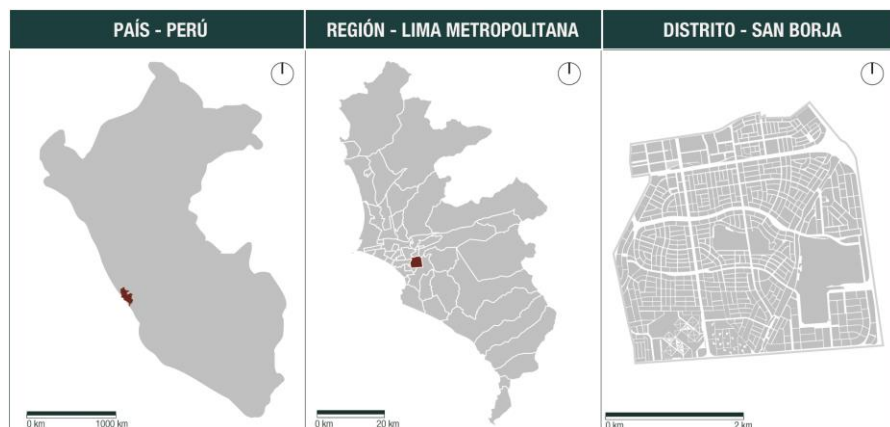 PAÍS - PERÚ
REGIÓN - LIMA METROPOLITANA
DISTRITO - SAN BORJA
0 km 1000 km
0 km 20 km
0 km 2 km